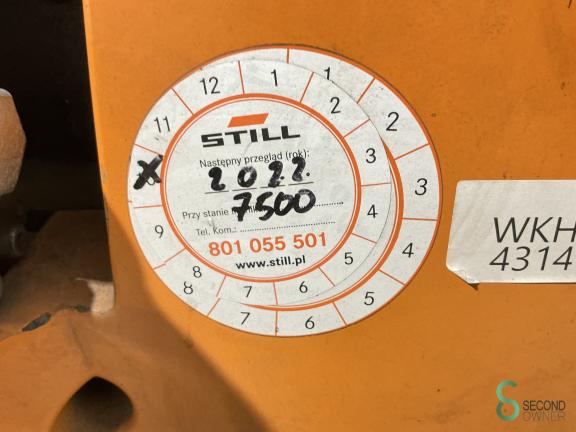 12 1 1
11 2 2
STILL
Następny przegląd (rok):
X 2022. 3 3
7500
Przy stanie
9 4 4
Tel. Kom.:
801 055 501
www.still.pl
8 5 5
8 7 6
7 6
WKH
4314
SECOND
OWNER